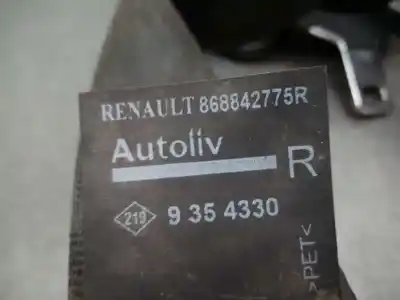 RENAULT 868842775R
Autoliv
R
219 9 35 4330
>PET<